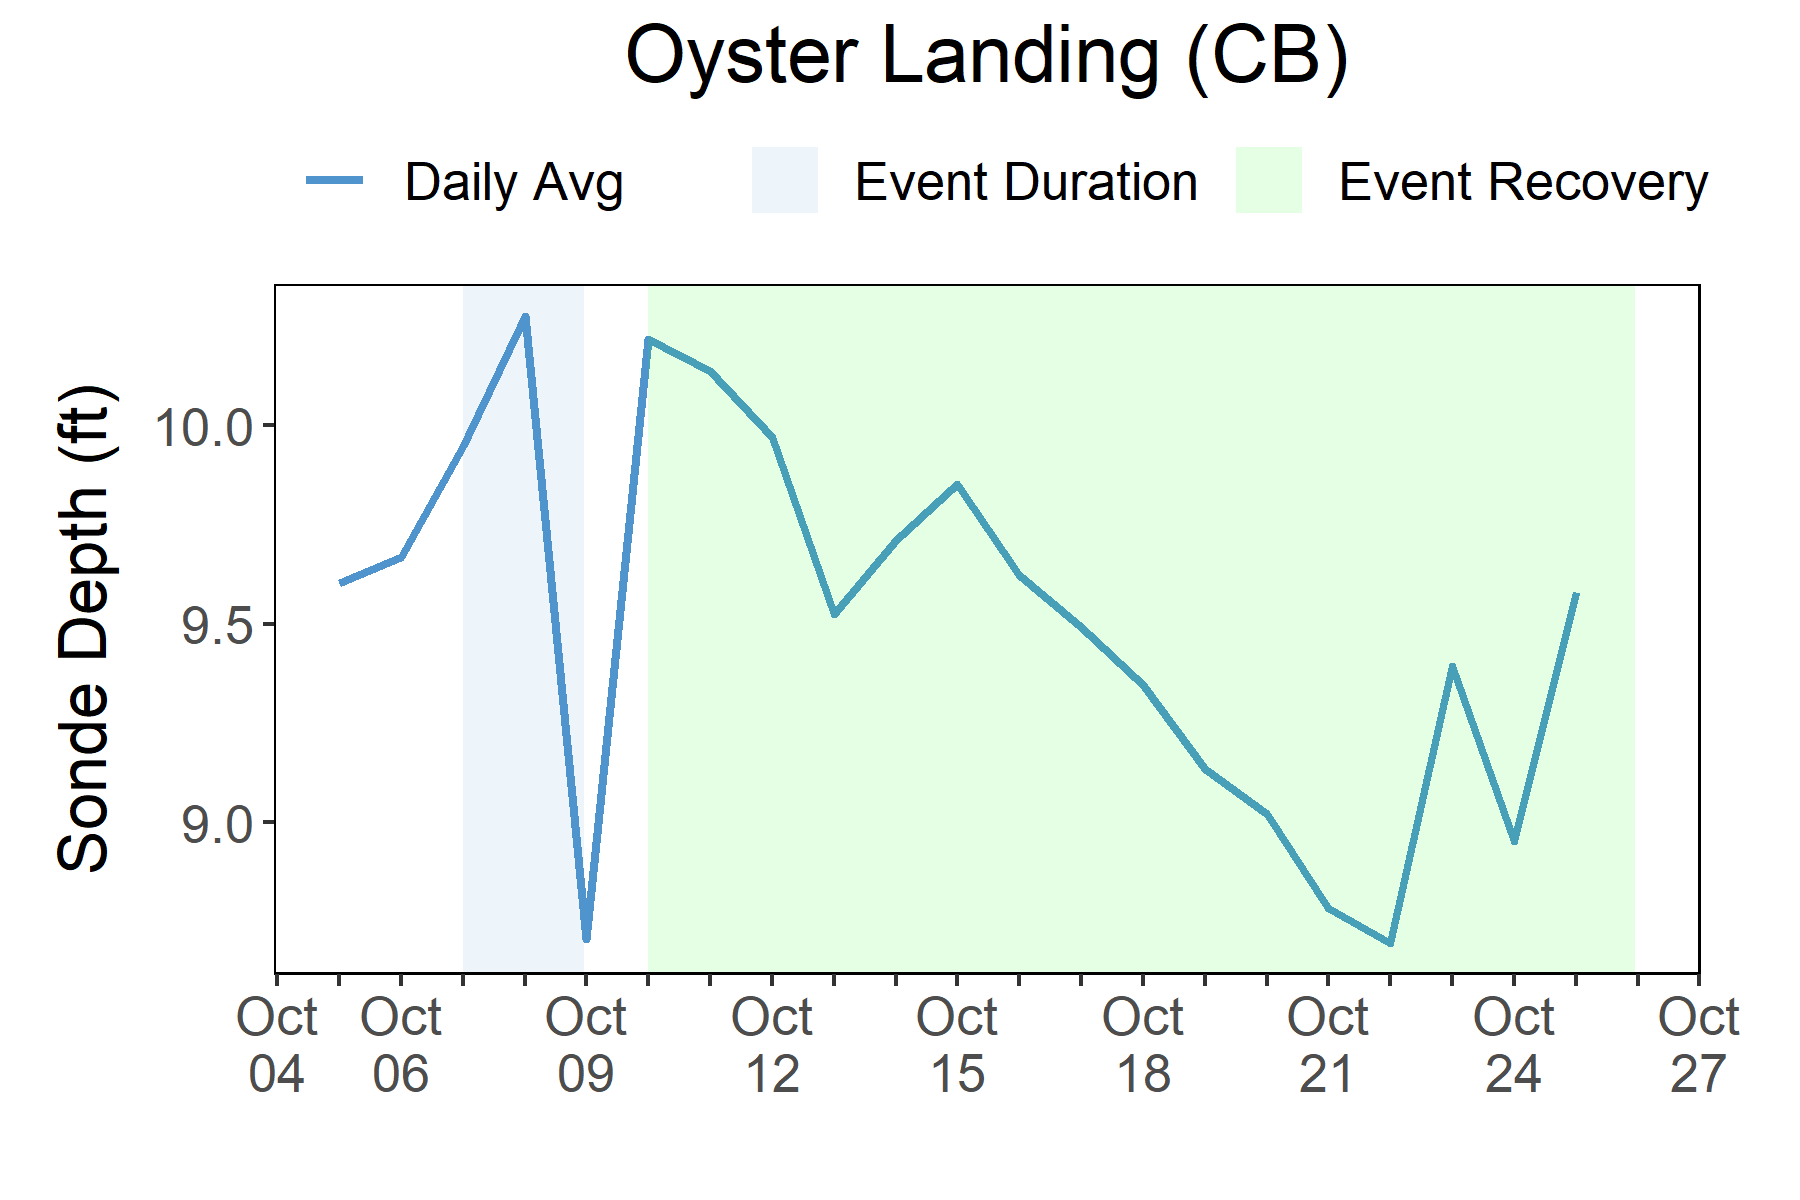 Oyster Landing (CB)
Daily Avg Event Duration Event Recovery
Sonde Depth (ft)
10.0
9.5
9.0
Oct Oct Oct Oct Oct Oct Oct Oct Oct
04 06 09 12 15 18 21 24 27